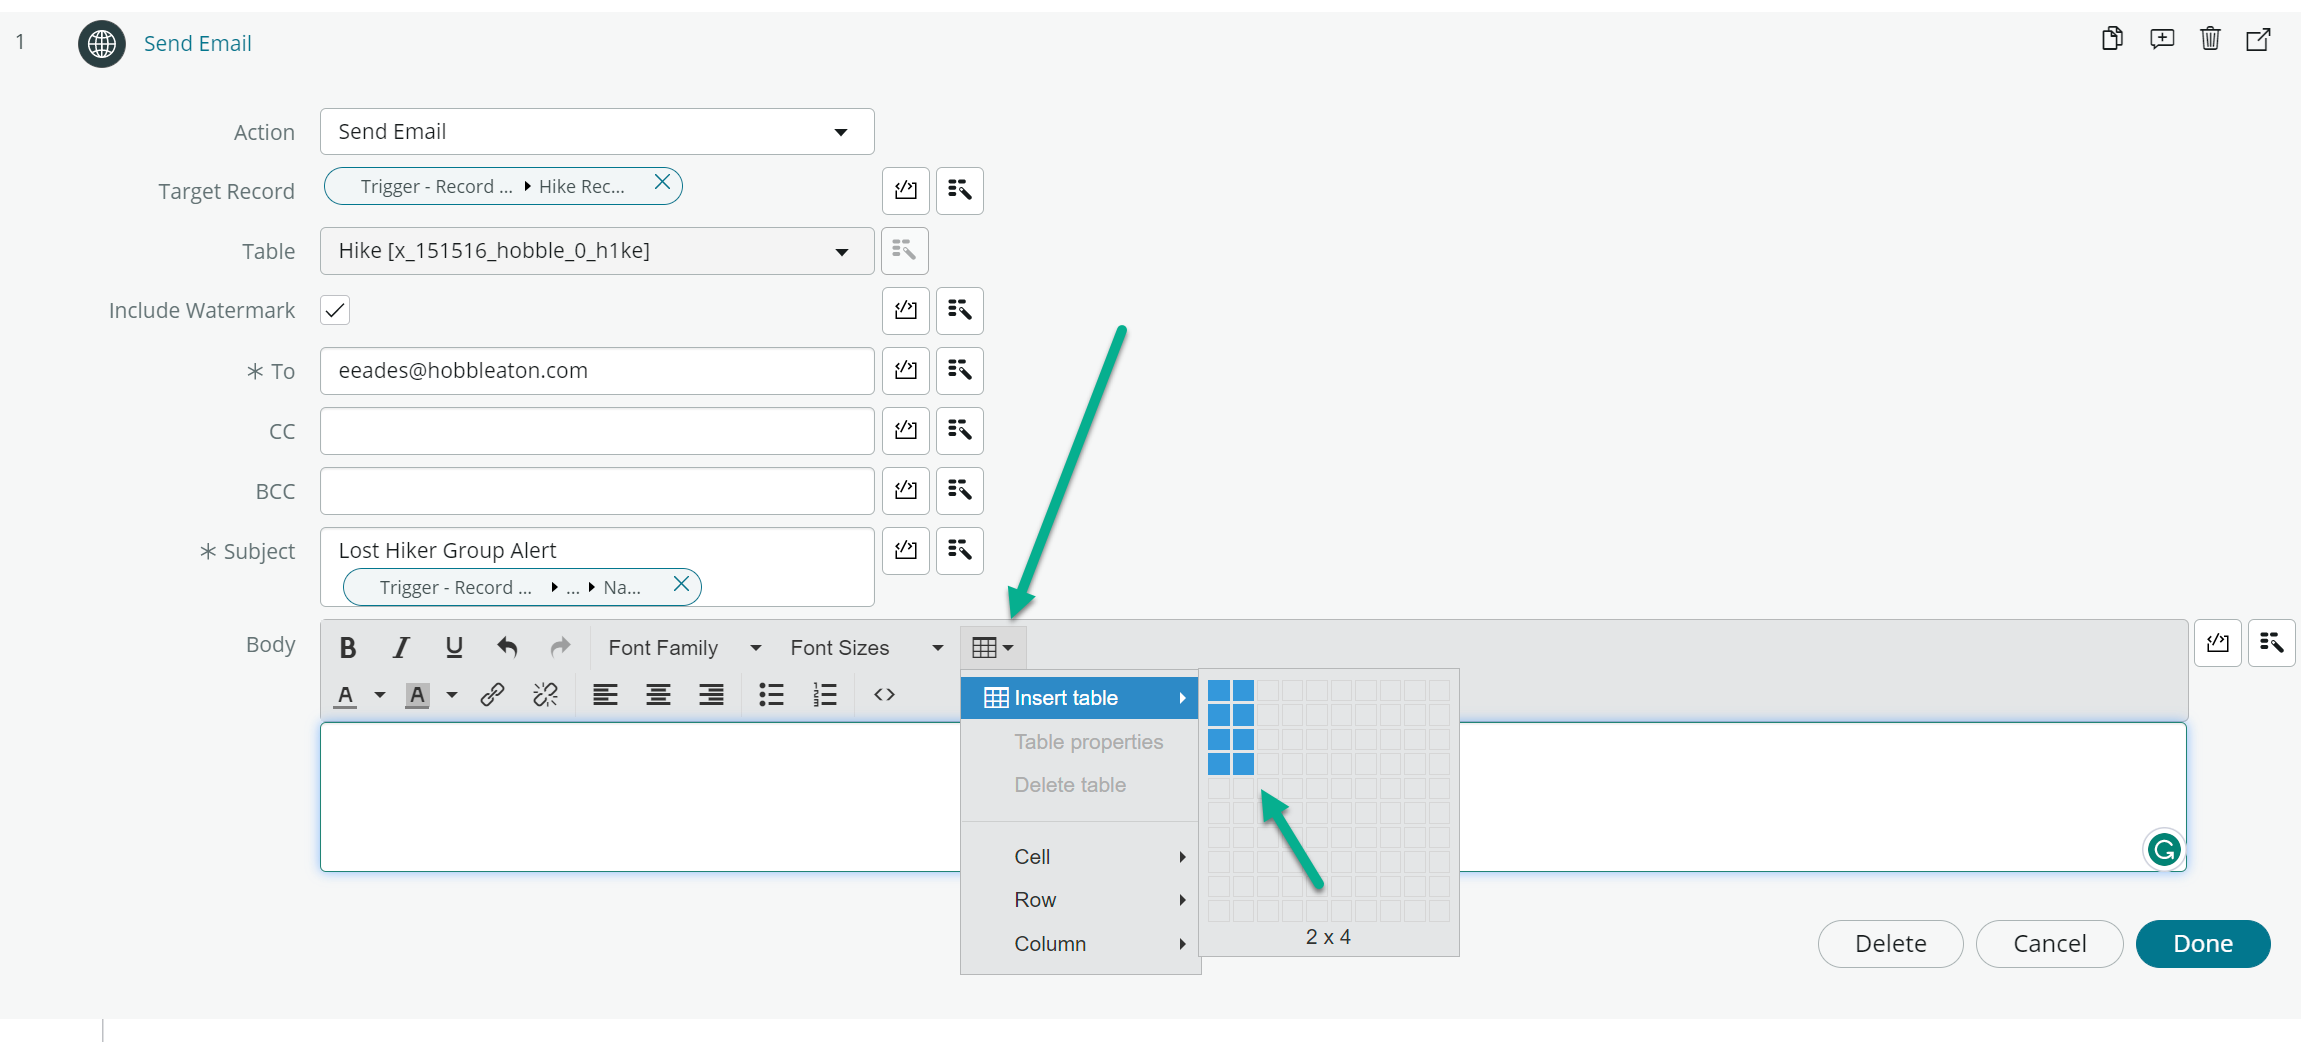 1
Send Email
Action
Send Email
Target Record
Trigger - Record ... ▸ Hike Rec...
Table
Hike [x_151516_hobble_0_h1ke]
Include Watermark
* To
eeades@hobbleaton.com
CC
BCC
* Subject
Lost Hiker Group Alert
Trigger - Record ... ▸ ... ▸ Na...
Body
B I U Font Family Font Sizes
A A
Insert table
Table properties
Delete table
Cell
Row
Column
2 x 4
Delete Cancel Done